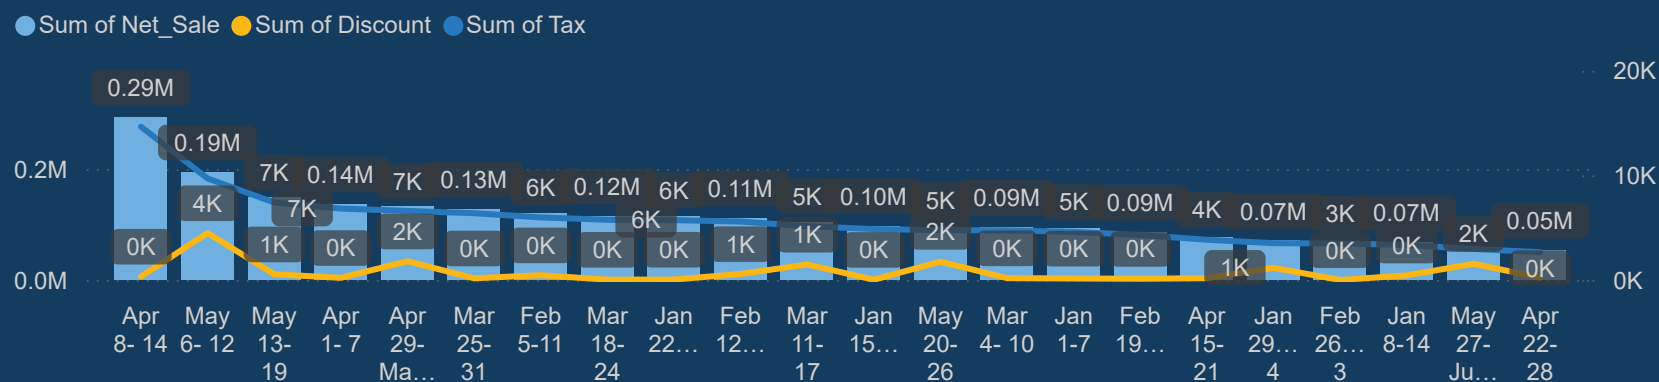 Sum of Net_Sale Sum of Discount Sum of Tax
20K
0.29M
0.19M
0.2M
7K 0.14M 7K 0.13M 6K 0.12M 6K 0.11M 5K 0.10M 5K 0.09M 5K 0.09M 4K 0.07M 3K 0.07M 2K 0.05M
10K
4K 7K 6K
0K 1K 0K 2K 0K 0K 0K 0K 1K 1K 0K 2K 0K 0K 0K 1K 0K 0K 0K
0.0M
0K
Apr
8- 14
May
6- 12
May
13-
19
Apr
1- 7
Apr
29-
Ma…
Mar
25-
31
Feb
5-11
Mar
18-
24
Jan
22…
Feb
12…
Mar
11-
17
Jan
15…
May
20-
26
Mar
4- 10
Jan
1-7
Feb
19…
Apr
15-
21
Jan
29…
4
Feb
26…
3
Jan
8-14
May
27-
Ju…
Apr
22-
28